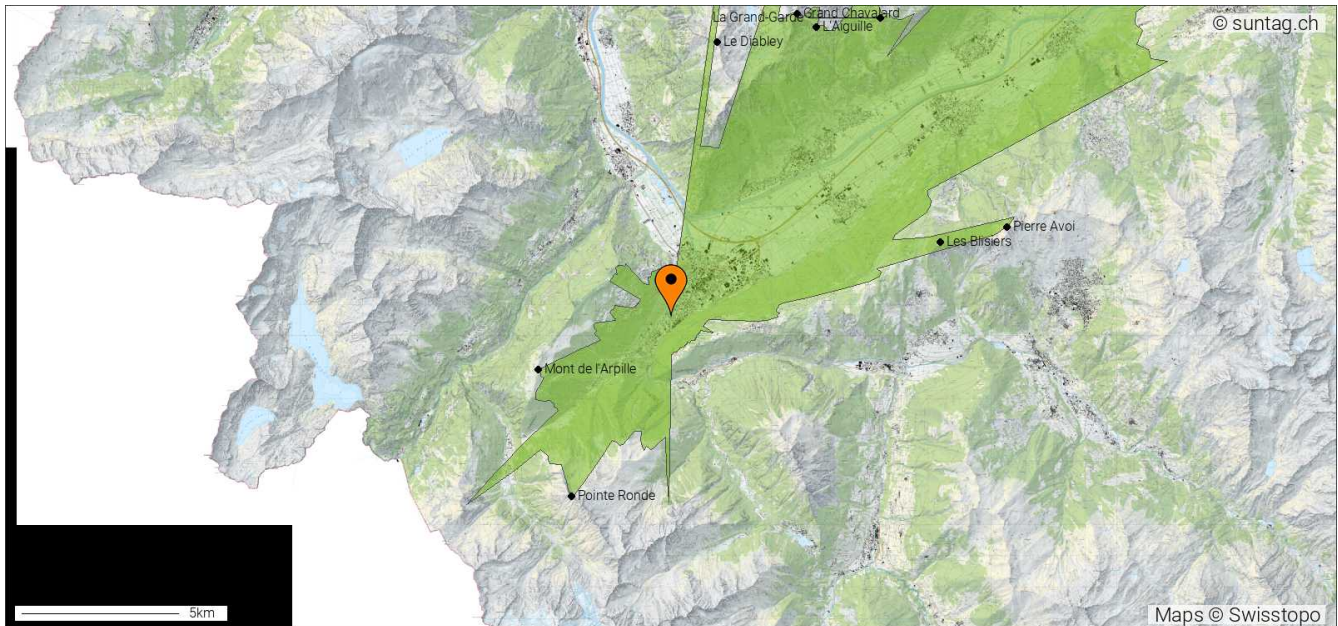 La Grand-Garde
Grand Chavalard
© suntag.ch
L'Aiguille
Le Diabley
Pierre Avoi
Les Blisiers
Mont de l'Arpille
Pointe Ronde
5km
Maps © Swisstopo